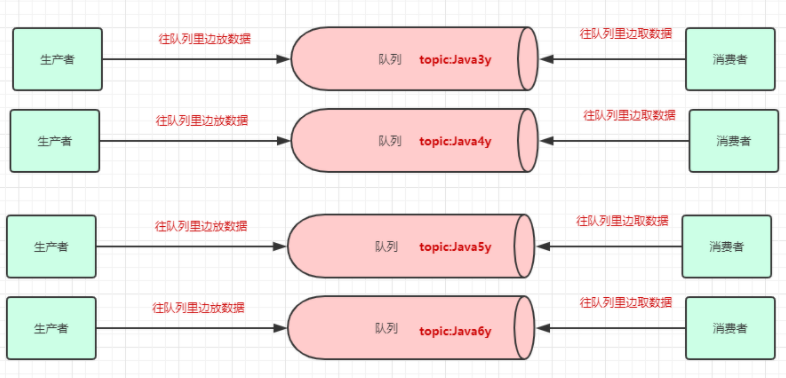 往队列里边放数据
往队列里边取数据
生产者
队列 topic:Java3y
消费者
往队列里边放数据
往队列里边取数据
生产者
队列 topic:Java4y
消费者
往队列里边放数据
往队列里边取数据
生产者
队列 topic:Java5y
消费者
往队列里边放数据
往队列里边取数据
生产者
队列 topic:Java6y
消费者